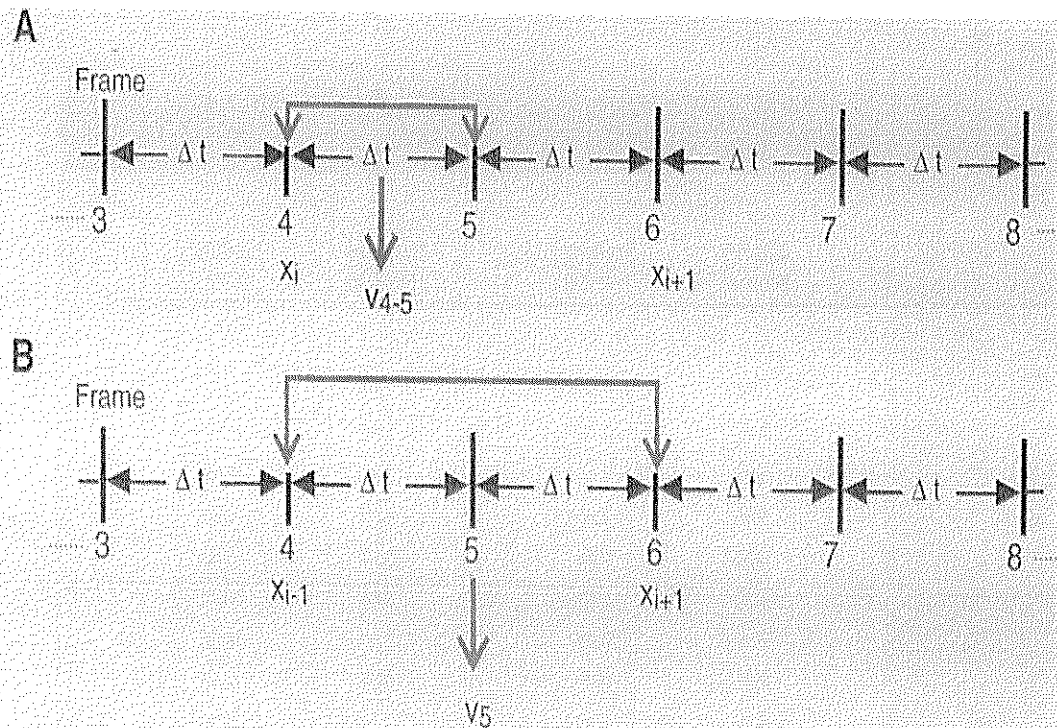 A
Frame
Δt Δt Δt Δt Δt
..... 3 4 5 6 7 8 .....
xi xi+1
v4-5
B
Frame
Δt Δt Δt Δt Δt
..... 3 4 5 6 7 8 .....
xi-1 xi+1
v5